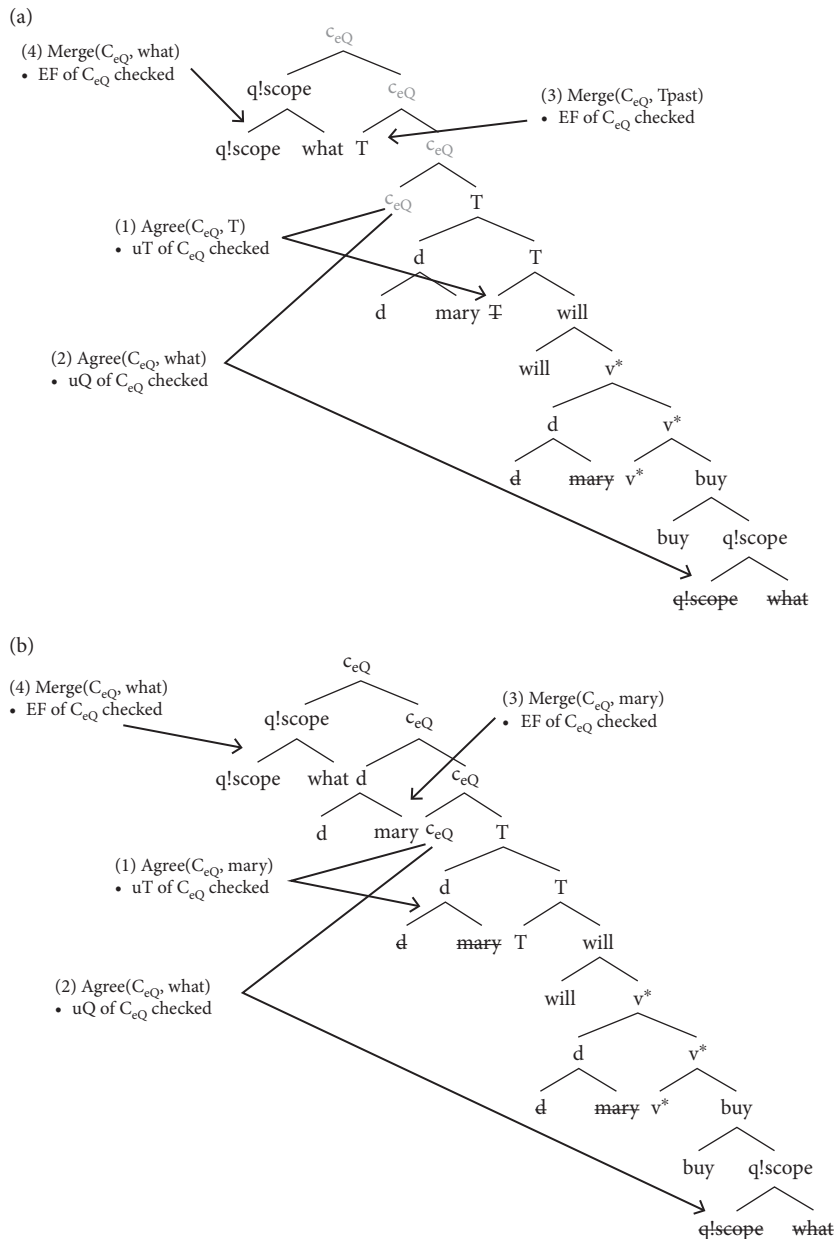 (a)
c_eQ
(4) Merge(C_eQ, what)
• EF of C_eQ checked
q!scope c_eQ
(3) Merge(C_eQ, Tpast)
• EF of C_eQ checked
q!scope what T c_eQ
c_eQ T
(1) Agree(C_eQ, T)
• uT of C_eQ checked
d T
d mary T will
(2) Agree(C_eQ, what)
• uQ of C_eQ checked
will v*
d v*
d mary v* buy
buy q!scope
q!scope what
(b)
c_eQ
(4) Merge(C_eQ, what)
• EF of C_eQ checked
(3) Merge(C_eQ, mary)
• EF of C_eQ checked
q!scope c_eQ
q!scope what d c_eQ
d mary c_eQ T
(1) Agree(C_eQ, mary)
• uT of C_eQ checked
d T
d mary T will
(2) Agree(C_eQ, what)
• uQ of C_eQ checked
will v*
d v*
d mary v* buy
buy q!scope
q!scope what